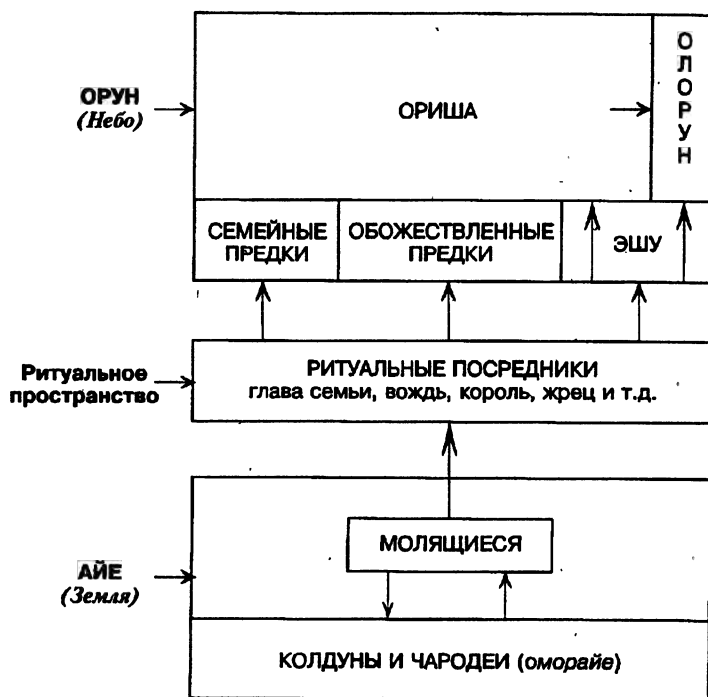 ОРУН
(Небо)
ОРИША
ОЛОРУН
СЕМЕЙНЫЕ
ПРЕДКИ
ОБОЖЕСТВЛЕННЫЕ
ПРЕДКИ
ЭШУ
Ритуальное
пространство
РИТУАЛЬНЫЕ ПОСРЕДНИКИ
глава семьи, вождь, король, жрец и т.д.
АЙЕ
(Земля)
МОЛЯЩИЕСЯ
КОЛДУНЫ И ЧАРОДЕИ (оморайе)